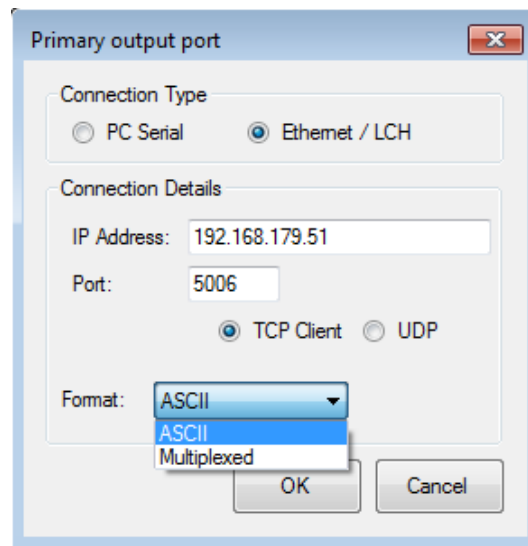 Primary output port
Connection Type
PC Serial Ethernet / LCH
Connection Details
IP Address: 192.168.179.51
Port: 5006
TCP Client UDP
Format: ASCII
ASCII
Multiplexed
OK Cancel